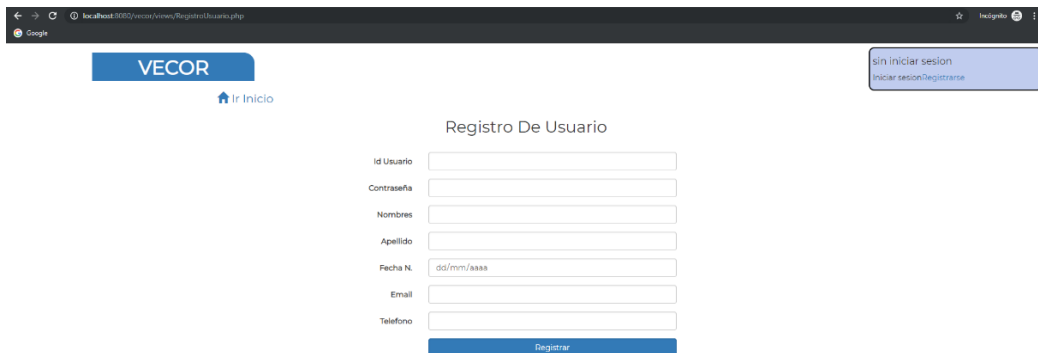 localhost:8080/vecor/views/RegistroUsuario.php
Incógnito
Google
VECOR
sin iniciar sesion
Iniciar sesionRegistrarse
Ir Inicio
Registro De Usuario
Id Usuario
Contraseña
Nombres
Apellido
Fecha N. dd/mm/aaaa
Email
Telefono
Registrar